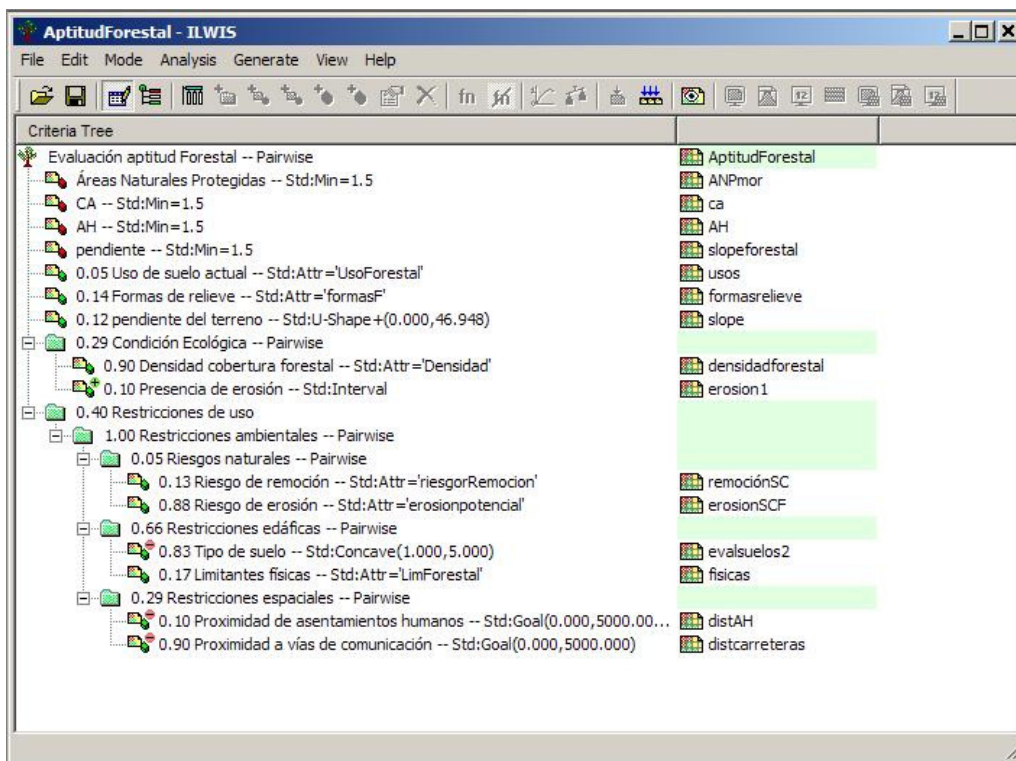 AptitudForestal - ILWIS
File Edit Mode Analysis Generate View Help
fn fn
Criteria Tree
Evaluación aptitud Forestal -- Pairwise AptitudForestal
Áreas Naturales Protegidas -- Std:Min=1.5 ANPmor
CA -- Std:Min=1.5 ca
AH -- Std:Min=1.5 AH
pendiente -- Std:Min=1.5 slopeforestal
0.05 Uso de suelo actual -- Std:Attr='UsoForestal' usos
0.14 Formas de relieve -- Std:Attr='formasF' formasrelieve
0.12 pendiente del terreno -- Std:U-Shape+(0.000,46.948) slope
0.29 Condición Ecológica -- Pairwise
0.90 Densidad cobertura forestal -- Std:Attr='Densidad' densidadforestal
0.10 Presencia de erosión -- Std:Interval erosion1
0.40 Restricciones de uso
1.00 Restricciones ambientales -- Pairwise
0.05 Riesgos naturales -- Pairwise
0.13 Riesgo de remoción -- Std:Attr='riesgorRemocion' remociónSC
0.88 Riesgo de erosión -- Std:Attr='erosionpotencial' erosionSCF
0.66 Restricciones edáficas -- Pairwise
0.83 Tipo de suelo -- Std:Concave(1.000,5.000) evalsuelos2
0.17 Limitantes físicas -- Std:Attr='LimForestal' fisicas
0.29 Restricciones espaciales -- Pairwise
0.10 Proximidad de asentamientos humanos -- Std:Goal(0.000,5000.00... distAH
0.90 Proximidad a vías de comunicación -- Std:Goal(0.000,5000.000) distcarreteras